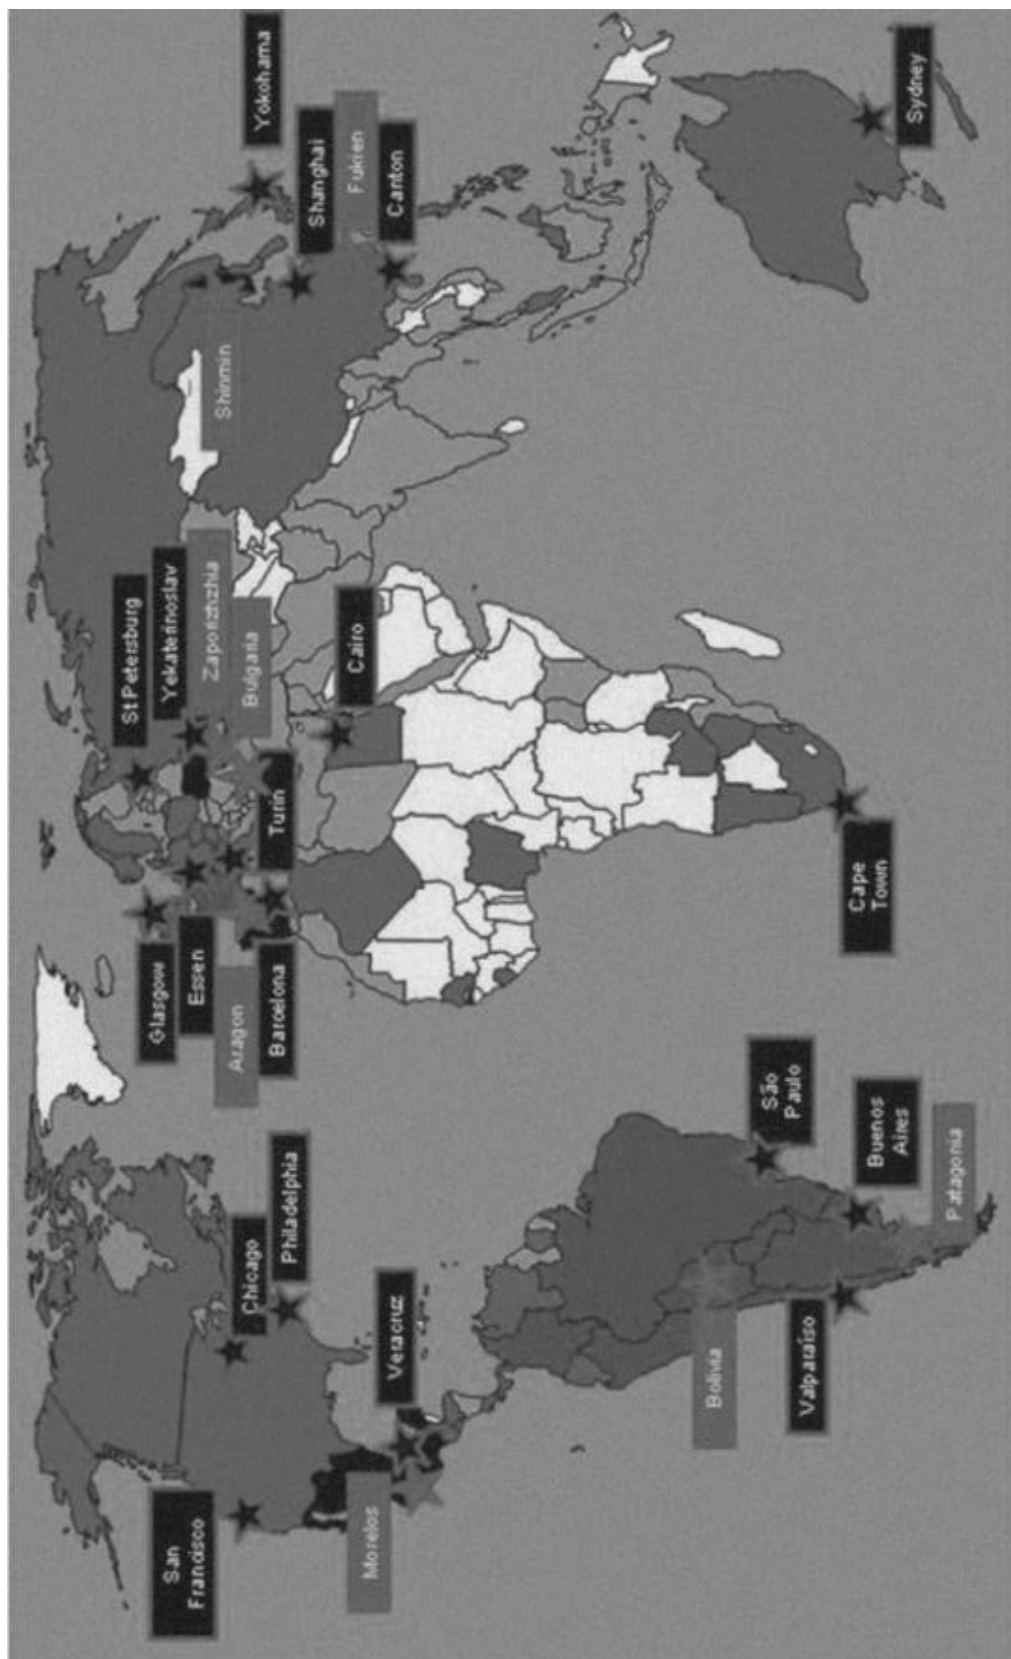 San
Francisco
Chicago
Philadelphia
Morelos
Veracruz
Bolivia
Valparaíso
São
Paulo
Buenos
Aires
Patagonia
Glasgow
Essen
Aragon
Barcelona
Turin
St Petersburg
Yekaterinoslav
Zaporizhzhia
Bulgaria
Cairo
Cape
Town
Shinmin
Yokohama
Shanghai
Fukien
Canton
Sydney